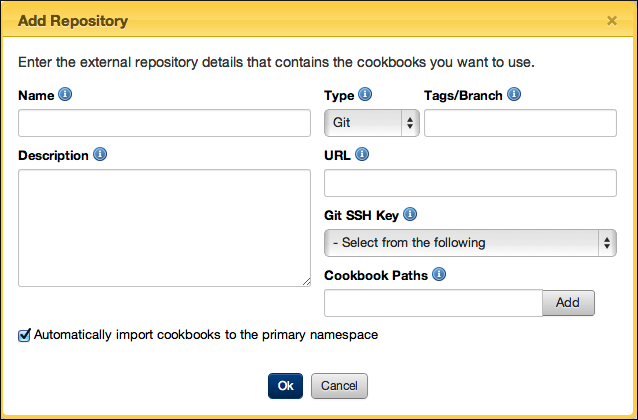 Add Repository
Enter the external repository details that contains the cookbooks you want to use.
Name
Type
Tags/Branch
Git
Description
URL
Git SSH Key
- Select from the following
Cookbook Paths
Add
Automatically import cookbooks to the primary namespace
Ok
Cancel